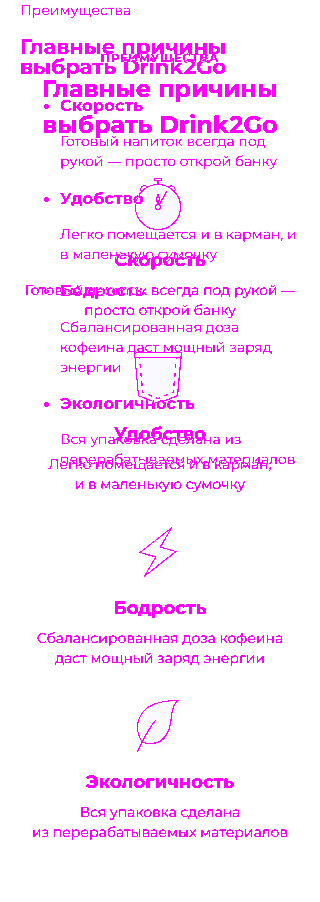 Преимущества
Главные причины
выбрать Drink2Go
• Скорость
Готовый напиток всегда под
рукой — просто открой банку
• Удобство
Легко помещается и в карман, и
в маленькую сумочку
• Бодрость
Сбалансированная доза
кофеина даст мощный заряд
энергии
• Экологичность
Вся упаковка сделана из
перерабатываемых материалов
ПРЕИМУЩЕСТВА
Главные причины
выбрать Drink2Go
Скорость
Готовый напиток всегда под рукой —
просто открой банку
Удобство
Легко помещается и в карман,
и в маленькую сумочку
Бодрость
Сбалансированная доза кофеина
даст мощный заряд энергии
Экологичность
Вся упаковка сделана
из перерабатываемых материалов